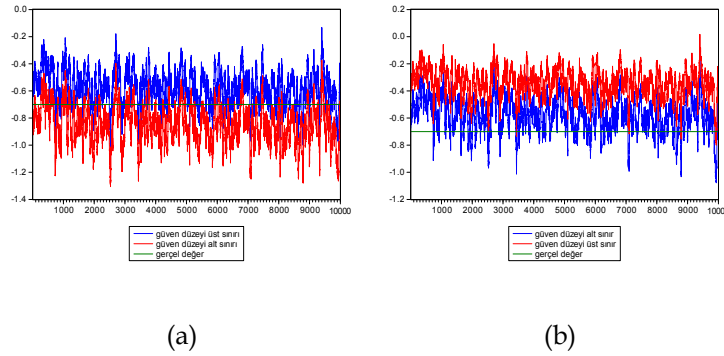 0.0
-0.2
-0.4
-0.6
-0.8
-1.0
-1.2
-1.4
1000 2000 3000 4000 5000 6000 7000 8000 9000 10000
güven düzeyi üst sınırı
güven düzeyi alt sınırı
gerçel değer
(a)
0.2
0.0
-0.2
-0.4
-0.6
-0.8
-1.0
-1.2
1000 2000 3000 4000 5000 6000 7000 8000 9000 10000
güven düzeyi alt sınır
güven düzeyi üst sınır
gerçel değer
(b)